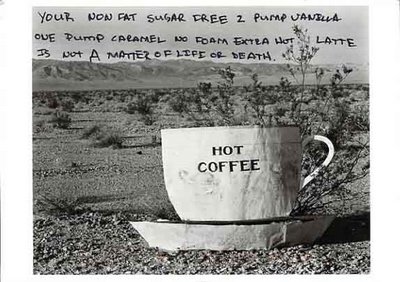 YOUR NON FAT SUGAR FREE 2 PUMP VANILLA
ONE PUMP CARAMEL NO FOAM EXTRA HOT LATTE
IS NOT A MATTER OF LIFE OR DEATH.
HOT
COFFEE